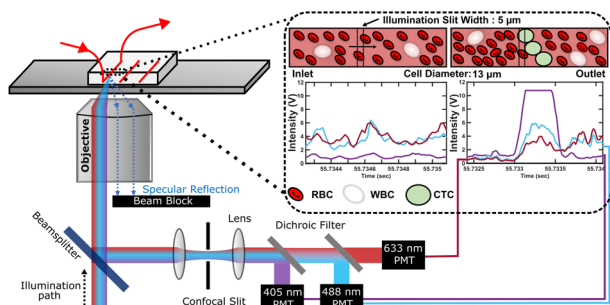 Illumination Slit Width : 5 μm
Inlet
Cell Diameter:13 μm
Outlet
Intensity (V)
12
10
8
6
4
2
0
55.7344
55.7346
55.7348
55.735
Time (sec)
Intensity (V)
12
10
8
6
4
2
0
55.7325
55.733
55.7335
55.734
Time (sec)
RBC
WBC
CTC
Objective
Specular Reflection
Beam Block
Beamsplitter
Illumination
path
Lens
Confocal Slit
Dichroic Filter
633 nm
PMT
405 nm
PMT
488 nm
PMT